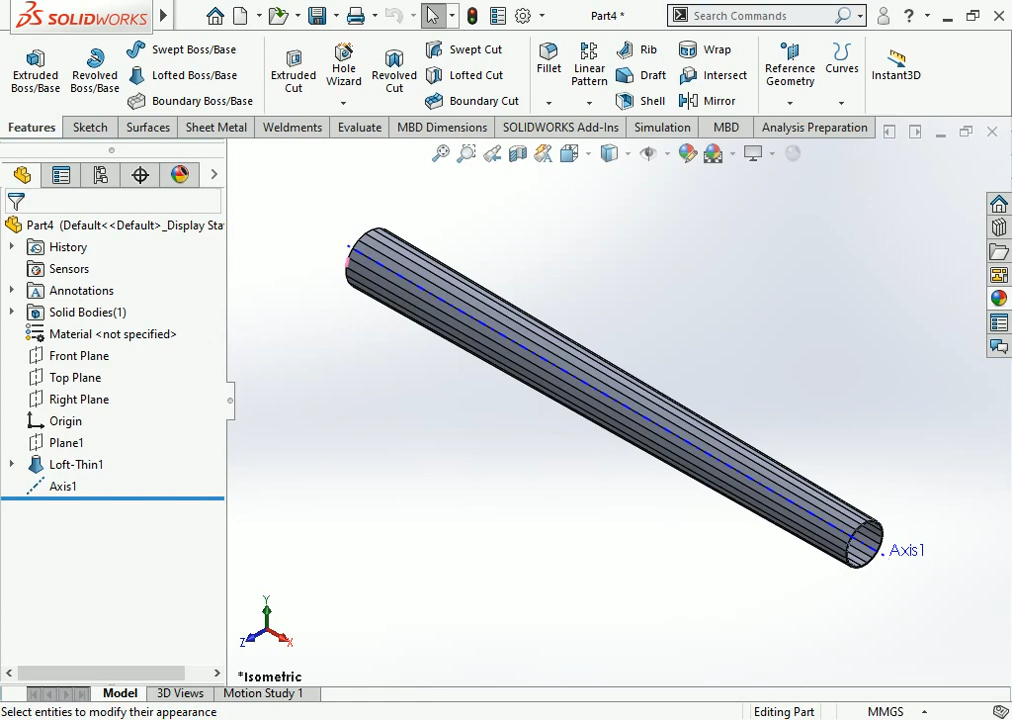 SOLIDWORKS
Part4 *
Search Commands
?
Extruded Boss/Base
Revolved Boss/Base
Swept Boss/Base
Lofted Boss/Base
Boundary Boss/Base
Extruded Cut
Hole Wizard
Revolved Cut
Swept Cut
Lofted Cut
Boundary Cut
Fillet
Linear Pattern
Rib
Draft
Shell
Wrap
Intersect
Mirror
Reference Geometry
Curves
Instant3D
Features
Sketch
Surfaces
Sheet Metal
Weldments
Evaluate
MBD Dimensions
SOLIDWORKS Add-Ins
Simulation
MBD
Analysis Preparation
Part4 (Default<<Default>_Display Sta
History
Sensors
Annotations
Solid Bodies(1)
Material <not specified>
Front Plane
Top Plane
Right Plane
Origin
Plane1
Loft-Thin1
Axis1
Axis1
Y
Z
X
*Isometric
Model
3D Views
Motion Study 1
Select entities to modify their appearance
Editing Part
MMGS